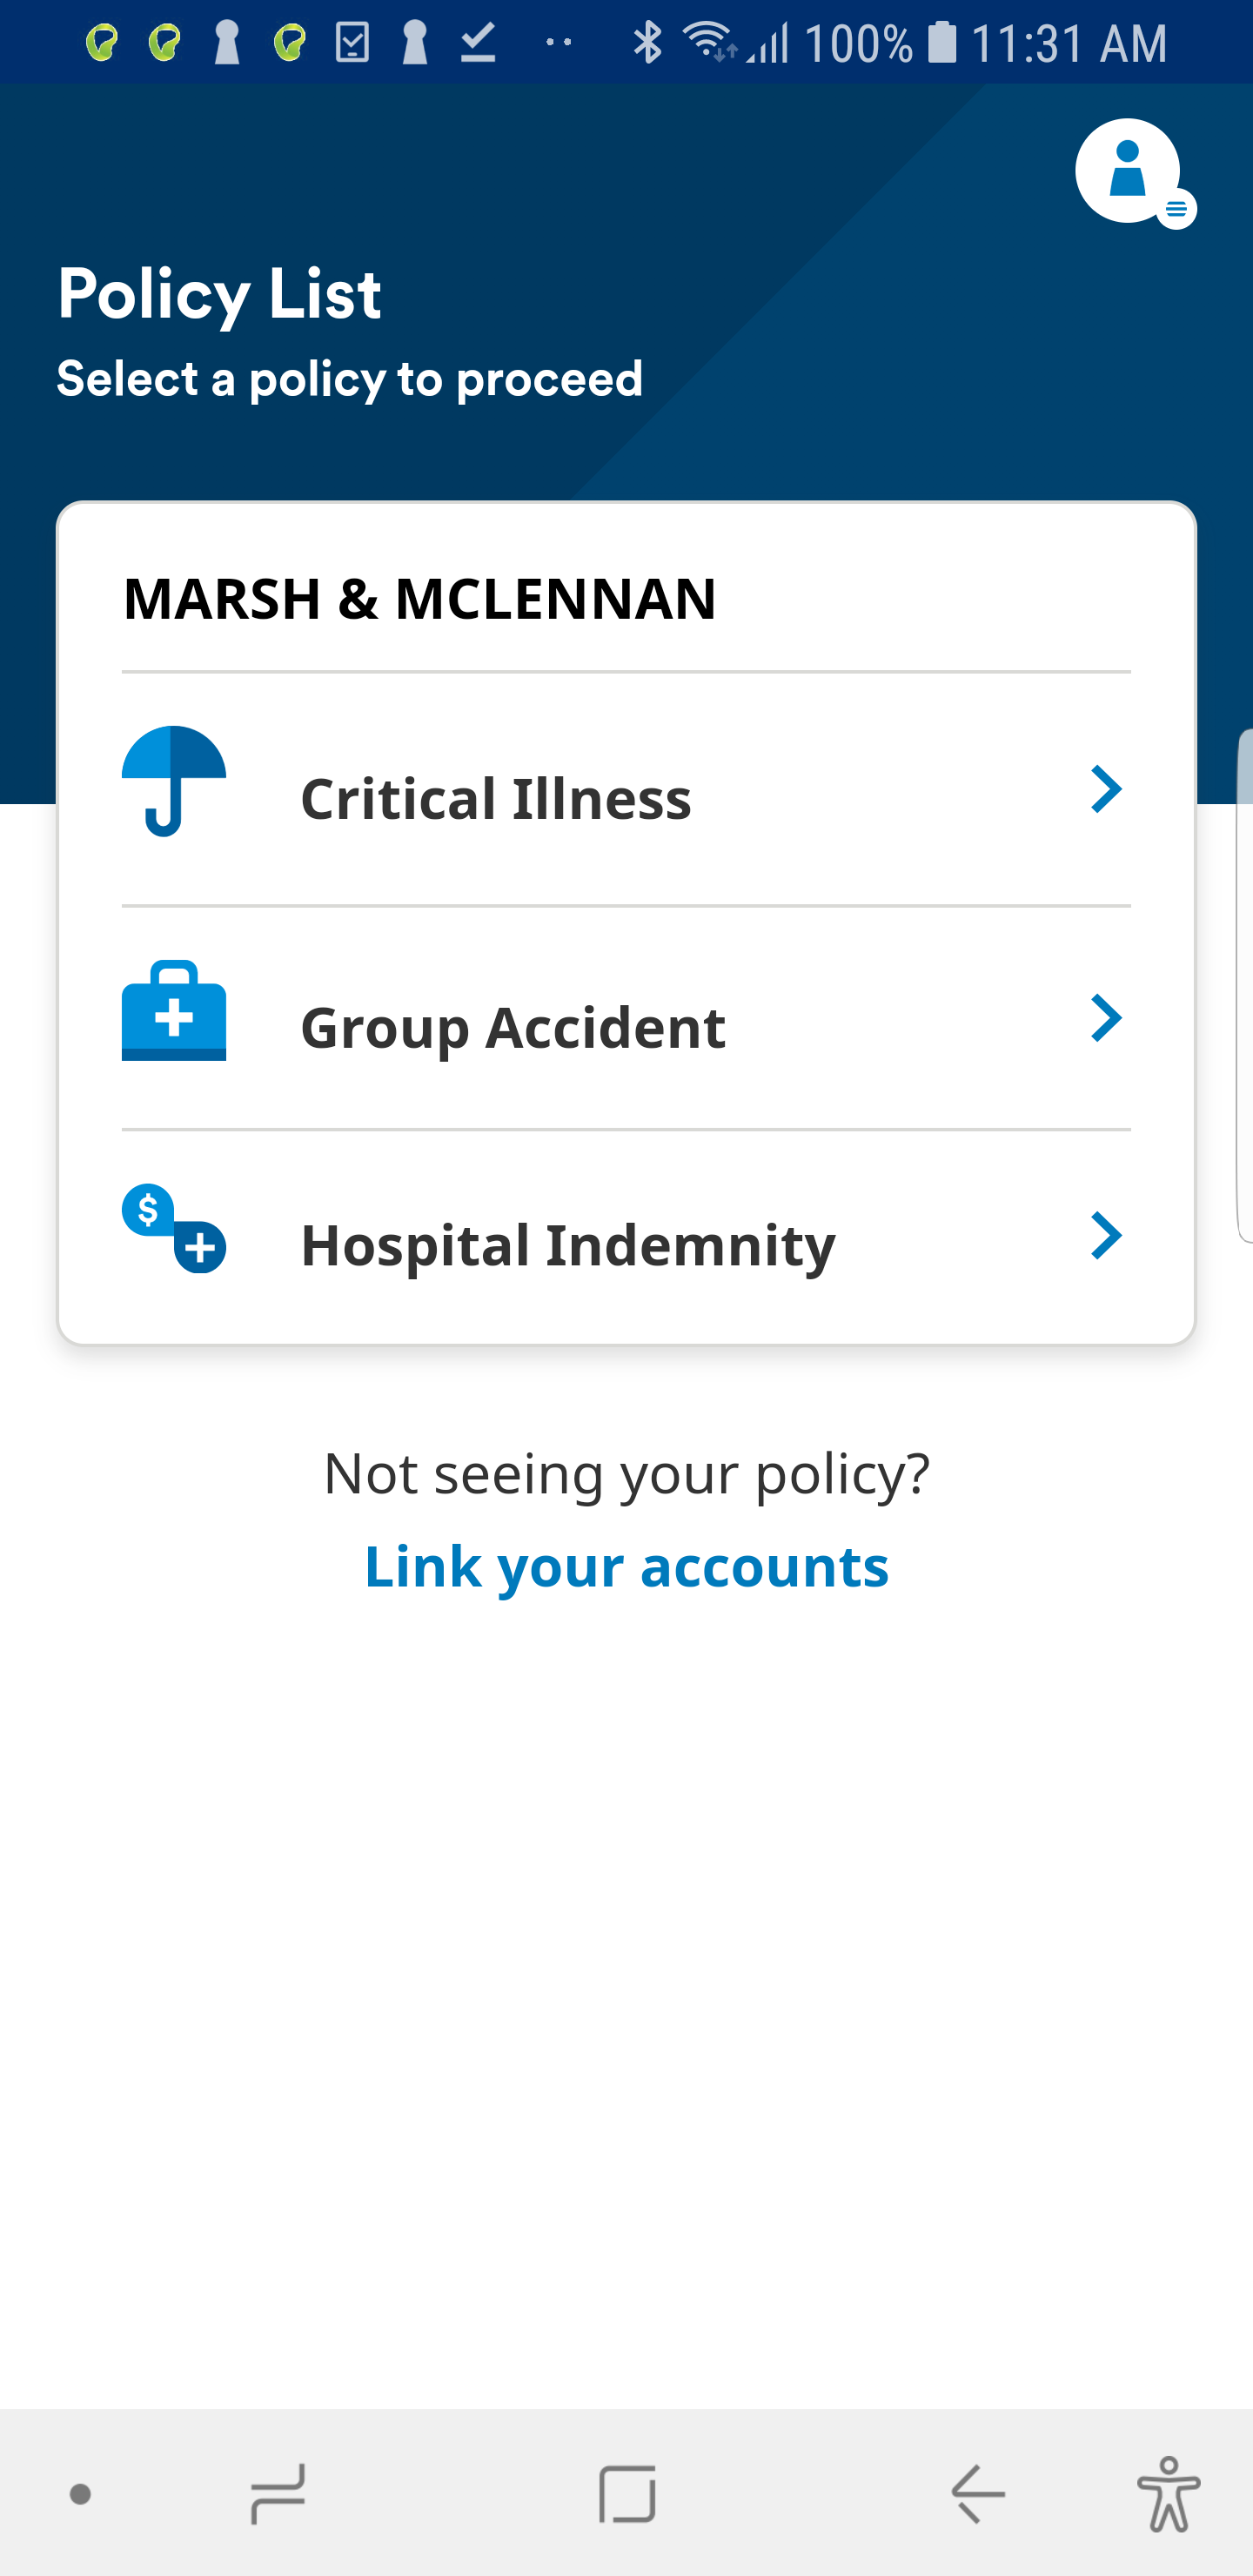 100% 11:31 AM
Policy List
Select a policy to proceed
MARSH & MCLENNAN
Critical Illness
Group Accident
$
Hospital Indemnity
Not seeing your policy?
Link your accounts